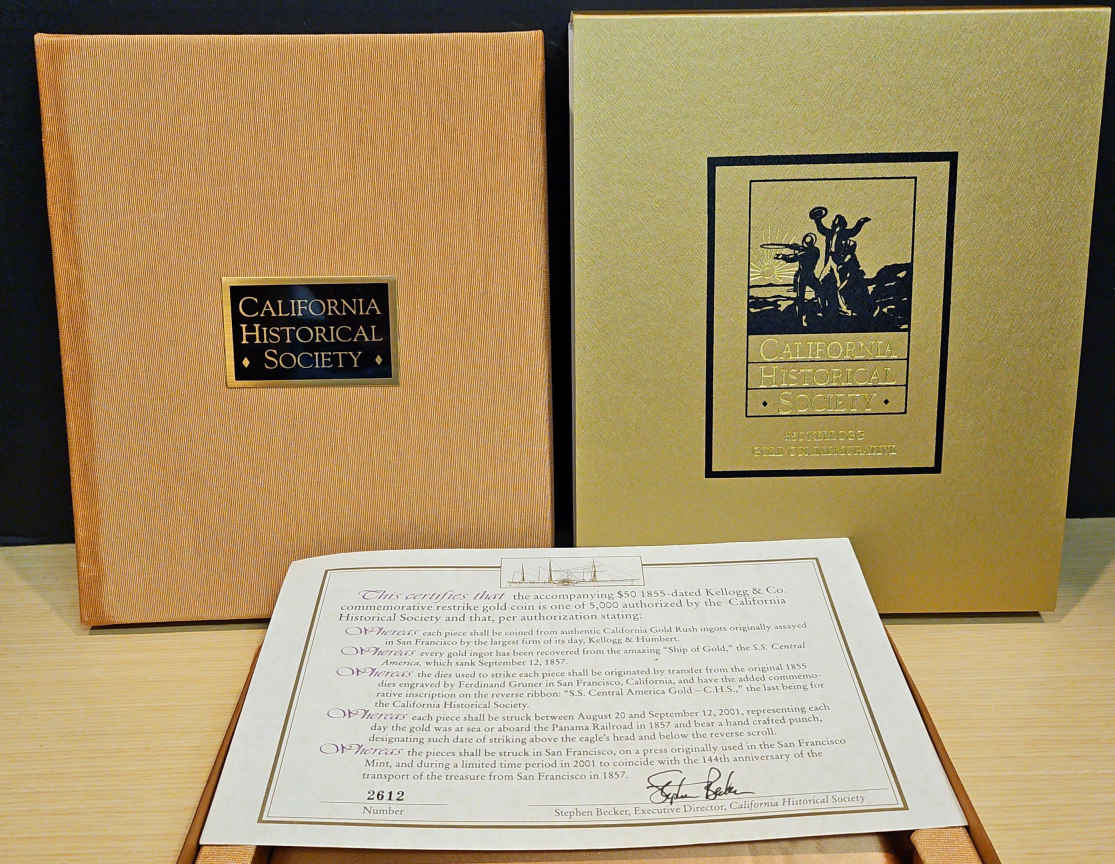 CALIFORNIA
HISTORICAL
SOCIETY
CALIFORNIA
HISTORICAL
SOCIETY
KELLOGG
GOLD COMMEMORATIVE
This certifies that the accompanying $50 1855-dated Kellogg & Co.
commemorative restrike gold coin is one of 5,000 authorized by the California
Historical Society and that, per authorization stating:
Whereas each piece shall be coined from authentic California Gold Rush ingots originally assayed
in San Francisco by the largest firm of its day, Kellogg & Humbert.
Whereas every gold ingot has been recovered from the amazing "Ship of Gold," the S.S. Central
America, which sank September 12, 1857.
Whereas the dies used to strike each piece shall be originated by transfer from the original 1855
dies engraved by Ferdinand Gruner in San Francisco, California, and have the added commemo-
rative inscription on the reverse ribbon: "S.S. Central America Gold – C.H.S.," the last being for
the California Historical Society.
Whereas each piece shall be struck between August 20 and September 12, 2001, representing each
day the gold was at sea or aboard the Panama Railroad in 1857 and bear a hand crafted punch,
designating such date of striking above the eagle's head and below the reverse scroll.
Whereas the pieces shall be struck in San Francisco, on a press originally used in the San Francisco
Mint, and during a limited time period in 2001 to coincide with the 144th anniversary of the
transport of the treasure from San Francisco in 1857.
Stephen Becker
2612
Number
Stephen Becker, Executive Director, California Historical Society